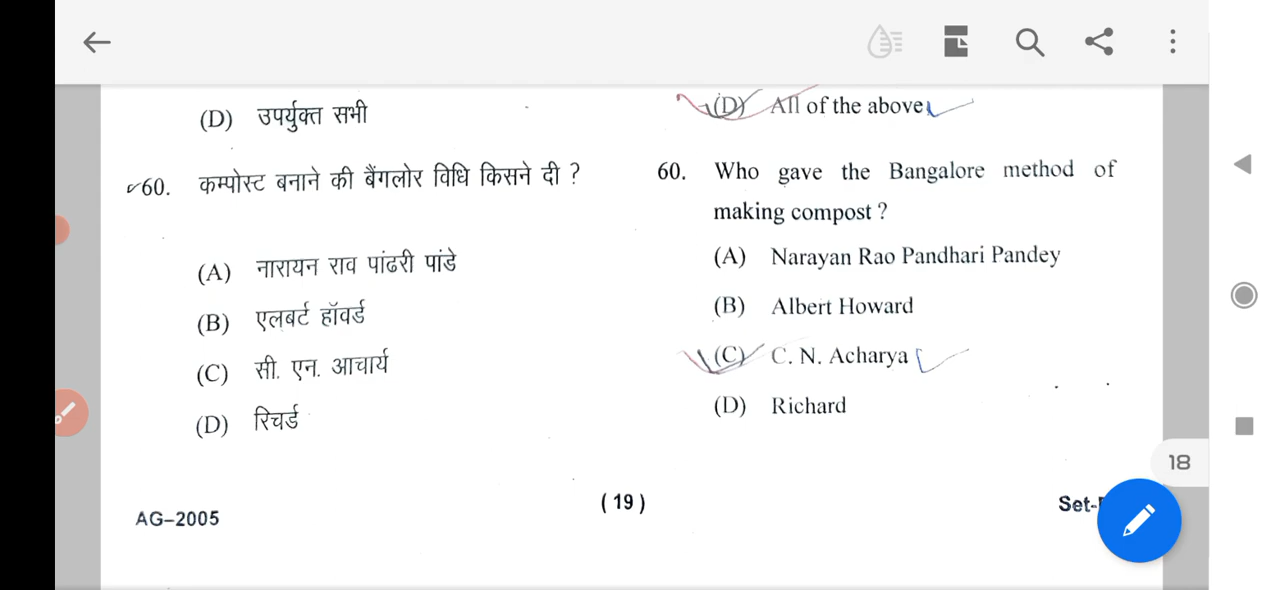 (D) उपर्युक्त सभी
60. कम्पोस्ट बनाने की बैंगलोर विधि किसने दी ?
(A) नारायन राव पांढरी पांडे
(B) एलबर्ट हॉवर्ड
(C) सी. एन. आचार्य
(D) रिचर्ड
(D) All of the above
60. Who gave the Bangalore method of
making compost ?
(A) Narayan Rao Pandhari Pandey
(B) Albert Howard
(C) C. N. Acharya
(D) Richard
18
AG–2005
( 19 )
Set-